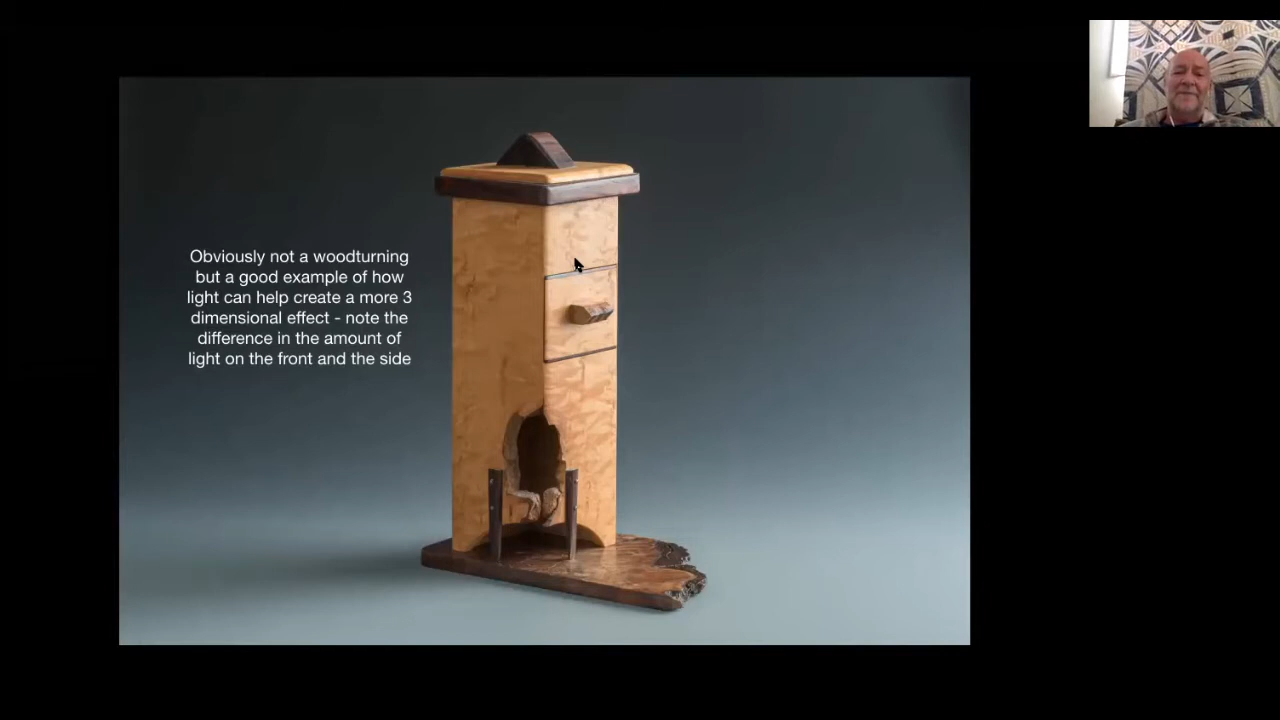 Obviously not a woodturning
but a good example of how
light can help create a more 3
dimensional effect - note the
difference in the amount of
light on the front and the side